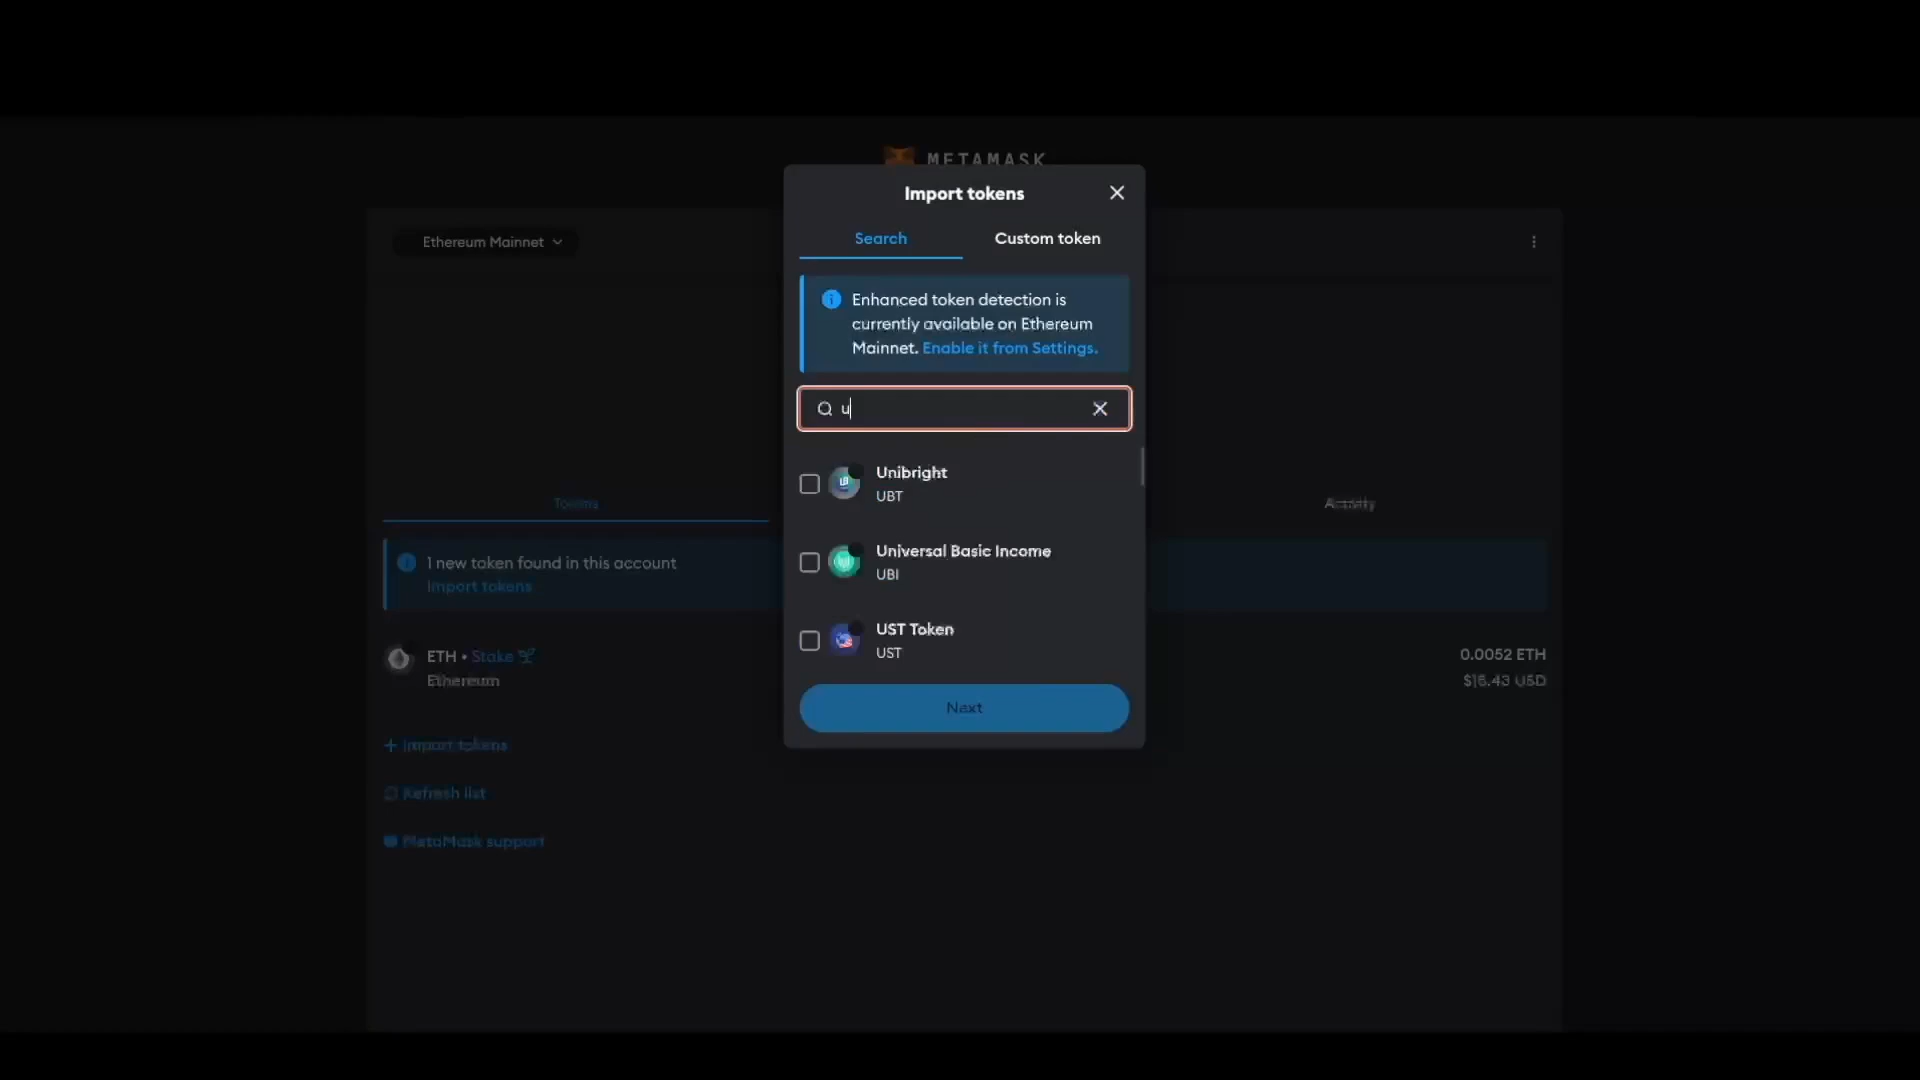 METAMASK
Import tokens
Search
Custom token
Ethereum Mainnet
Enhanced token detection is
currently available on Ethereum
Mainnet. Enable it from Settings.
u
Unibright
UBT
Tokens
Activity
Universal Basic Income
UBI
1 new token found in this account
Import tokens
UST Token
UST
ETH • Stake
Ethereum
0.0052 ETH
$16.43 USD
Next
+ Import tokens
Refresh list
MetaMask support